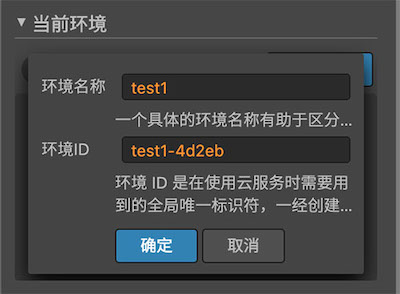 当前环境
环境名称 test1
一个具体的环境名称有助于区分...
环境ID test1-4d2eb
环境 ID 是在使用云服务时需要用
到的全局唯一标识符，一经创建...
确定 取消